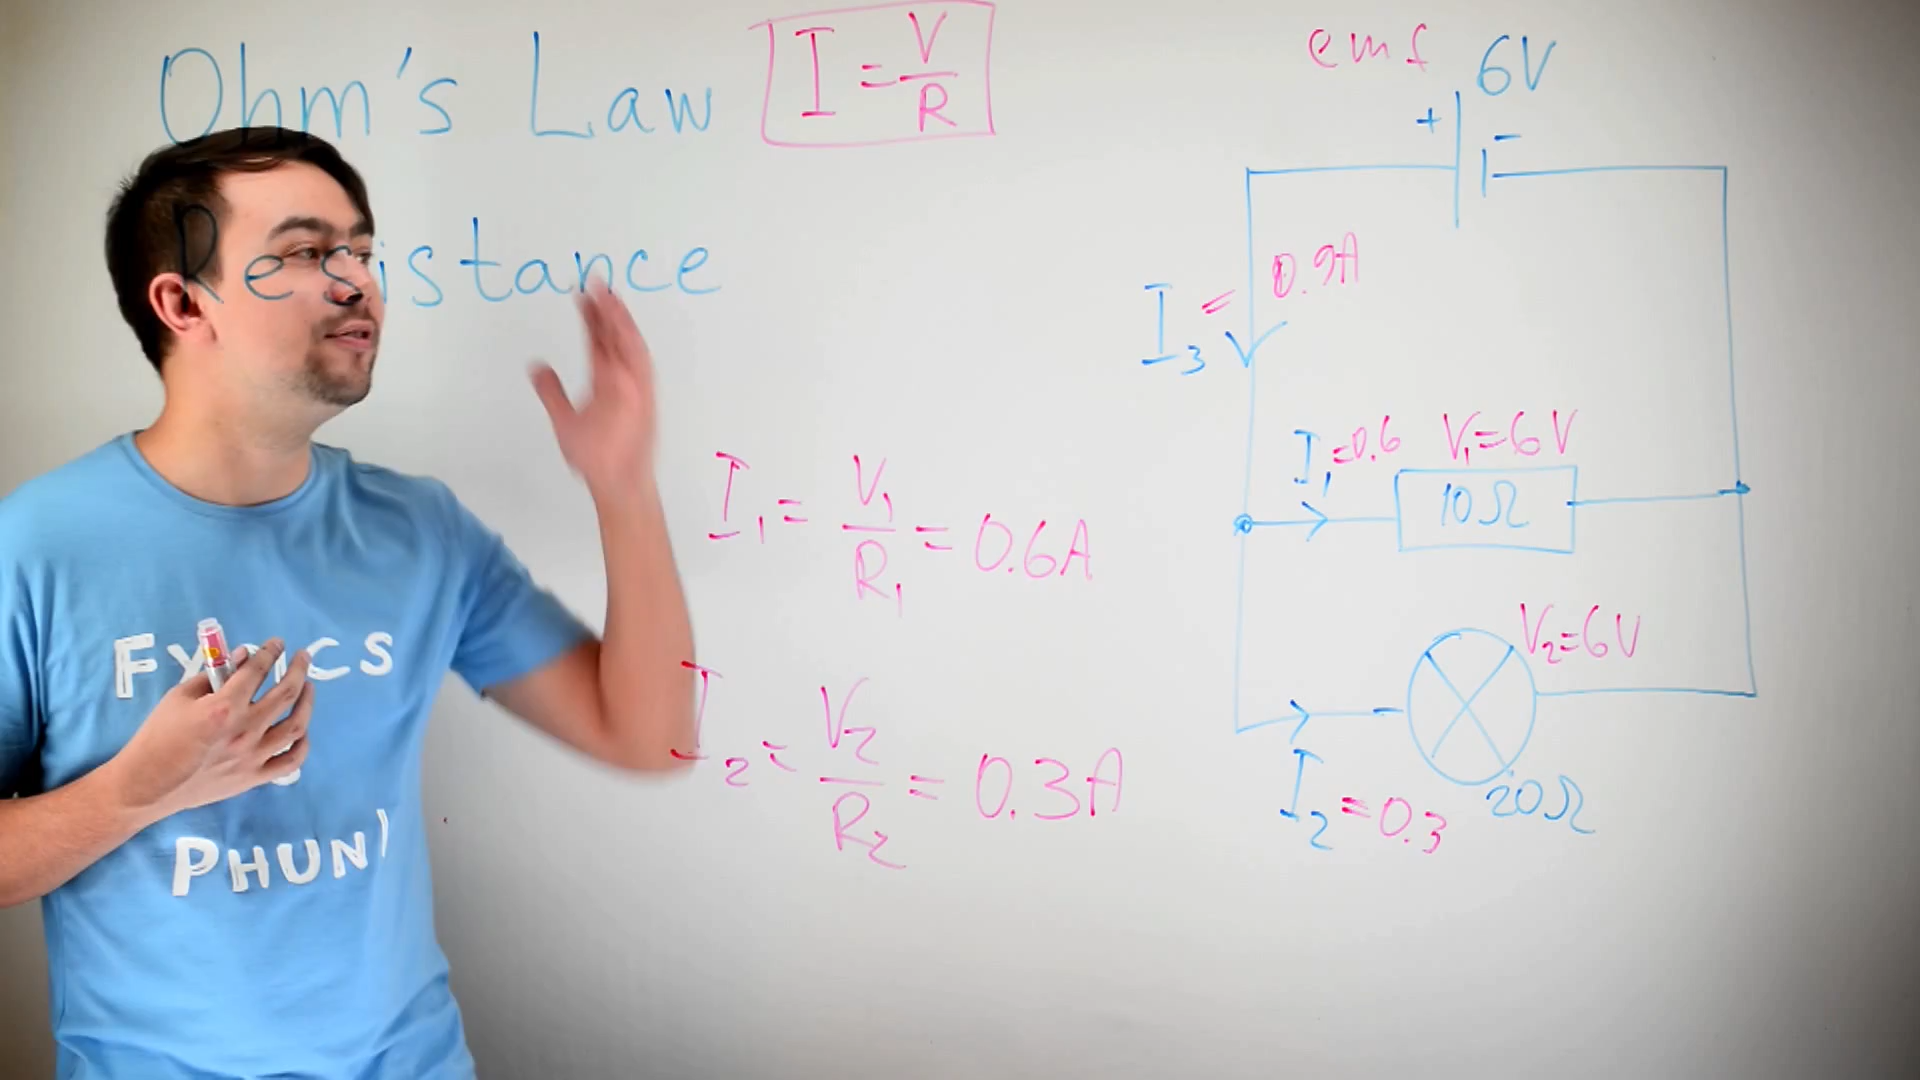 Ohm's Law I = V/R
Resistance
emf 6V
+ -
I3 = 0.9A
I1 = 0.6 V1 = 6V
10Ω
I1 = V1/R1 = 0.6A
V2 = 6V
I2 = V2/R2 = 0.3A
20Ω
I2 = 0.3
PHUN!